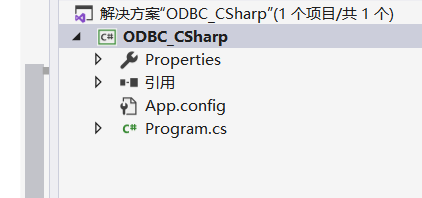 解决方案“ODBC_CSharp”(1 个项目/共 1 个)
C# ODBC_CSharp
Properties
引用
App.config
C# Program.cs